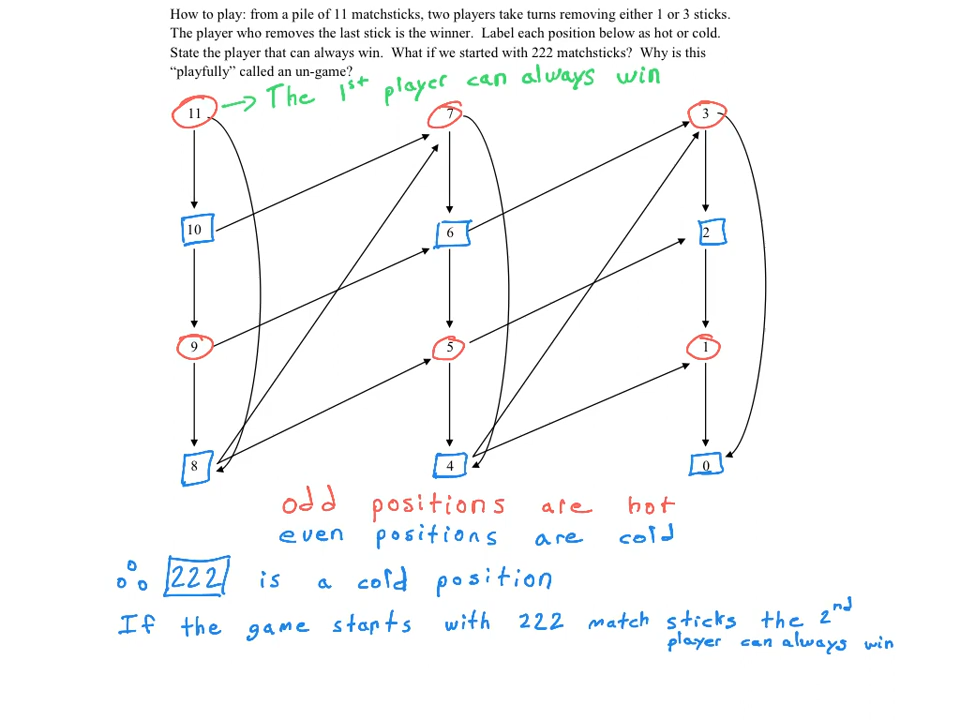 How to play: from a pile of 11 matchsticks, two players take turns removing either 1 or 3 sticks.
The player who removes the last stick is the winner. Label each position below as hot or cold.
State the player that can always win. What if we started with 222 matchsticks? Why is this
“playfully” called an un-game?
The 1st player can always win
11 7 3
10 6 2
9 5 1
8 4 0
odd positions are hot
even positions are cold
∴ 222 is a cold position
If the game starts with 222 match sticks the 2nd
player can always win